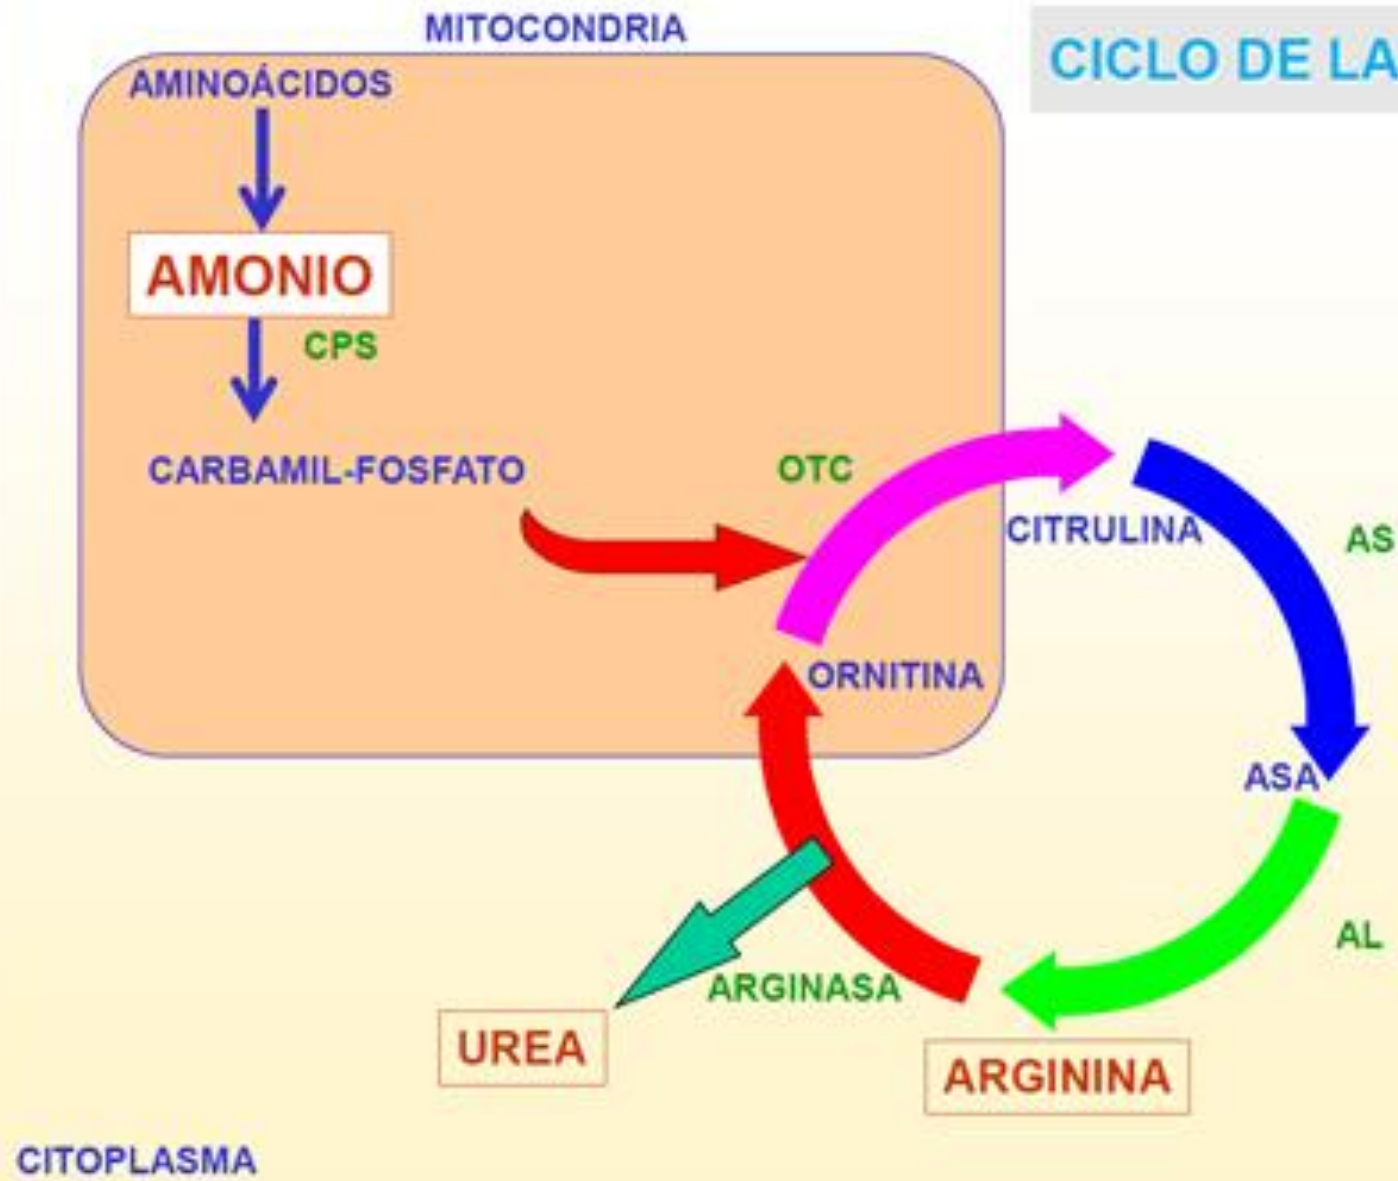 MITOCONDRIA
CICLO DE LA
AMINOÁCIDOS
AMONIO
CPS
CARBAMIL-FOSFATO
OTC
CITRULINA
AS
ORNITINA
ASA
AL
ARGINASA
UREA
ARGININA
CITOPLASMA